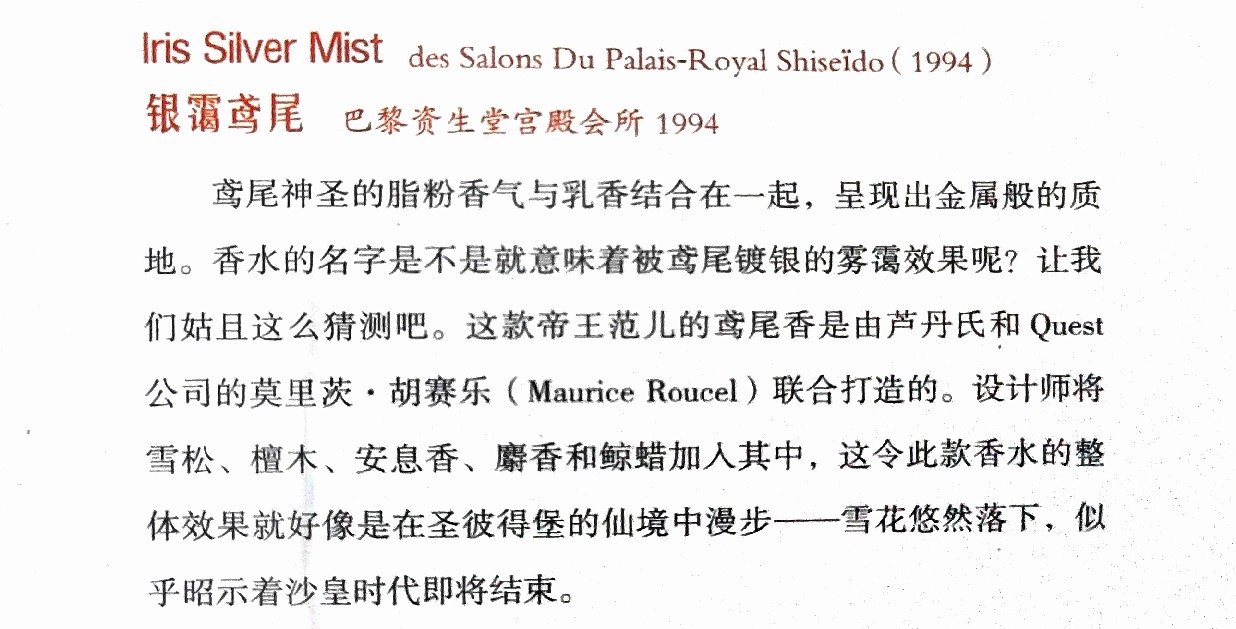 Iris Silver Mist des Salons Du Palais-Royal Shiseïdo ( 1994 )
银霭鸢尾 巴黎资生堂宫殿会所 1994
鸢尾神圣的脂粉香气与乳香结合在一起，呈现出金属般的质
地。香水的名字是不是就意味着被鸢尾镀银的雾霭效果呢？让我
们姑且这么猜测吧。这款帝王范儿的鸢尾香是由芦丹氏和 Quest
公司的莫里茨·胡赛乐（Maurice Roucel）联合打造的。设计师将
雪松、檀木、安息香、麝香和鲸蜡加入其中，这令此款香水的整
体效果就好像是在圣彼得堡的仙境中漫步——雪花悠然落下，似
乎昭示着沙皇时代即将结束。